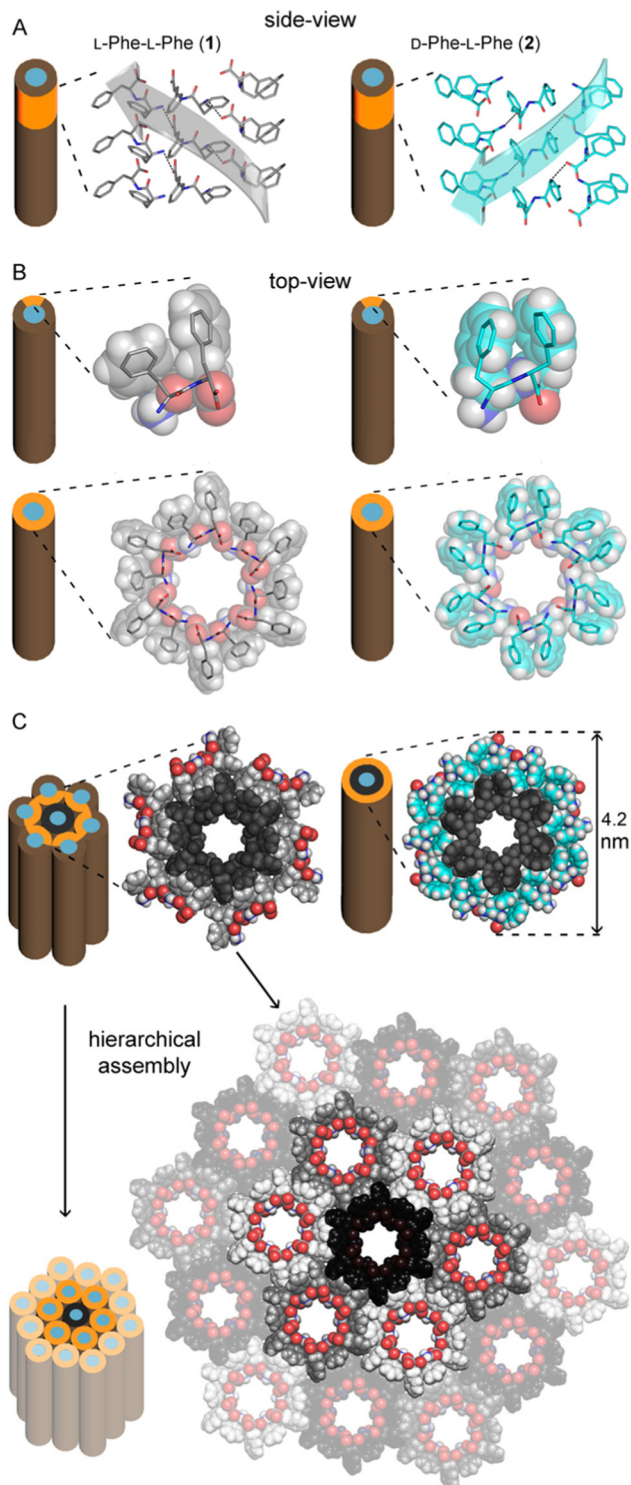 A
side-view
L-Phe-L-Phe (1)
D-Phe-L-Phe (2)
B
top-view
C
4.2
nm
hierarchical
assembly